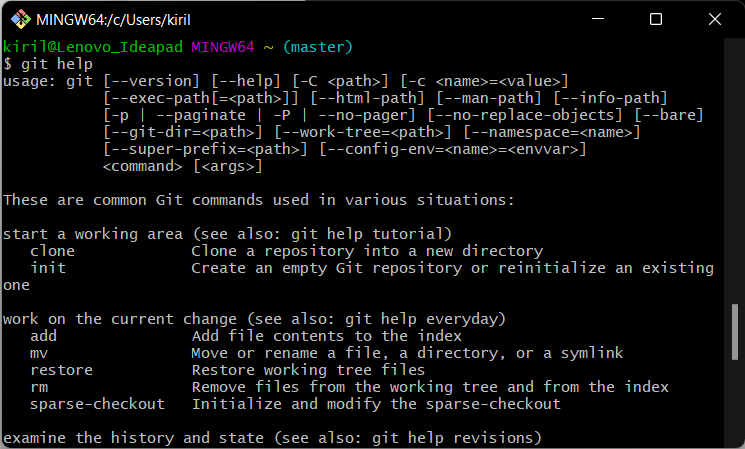 MINGW64:/c/Users/kiril
kiril@Lenovo_Ideapad MINGW64 ~ (master)
$ git help
usage: git [--version] [--help] [-C <path>] [-c <name>=<value>]
           [--exec-path[=<path>]] [--html-path] [--man-path] [--info-path]
           [-p | --paginate | -P | --no-pager] [--no-replace-objects] [--bare]
           [--git-dir=<path>] [--work-tree=<path>] [--namespace=<name>]
           [--super-prefix=<path>] [--config-env=<name>=<envvar>]
           <command> [<args>]

These are common Git commands used in various situations:

start a working area (see also: git help tutorial)
   clone             Clone a repository into a new directory
   init              Create an empty Git repository or reinitialize an existing
one

work on the current change (see also: git help everyday)
   add               Add file contents to the index
   mv                Move or rename a file, a directory, or a symlink
   restore           Restore working tree files
   rm                Remove files from the working tree and from the index
   sparse-checkout   Initialize and modify the sparse-checkout

examine the history and state (see also: git help revisions)